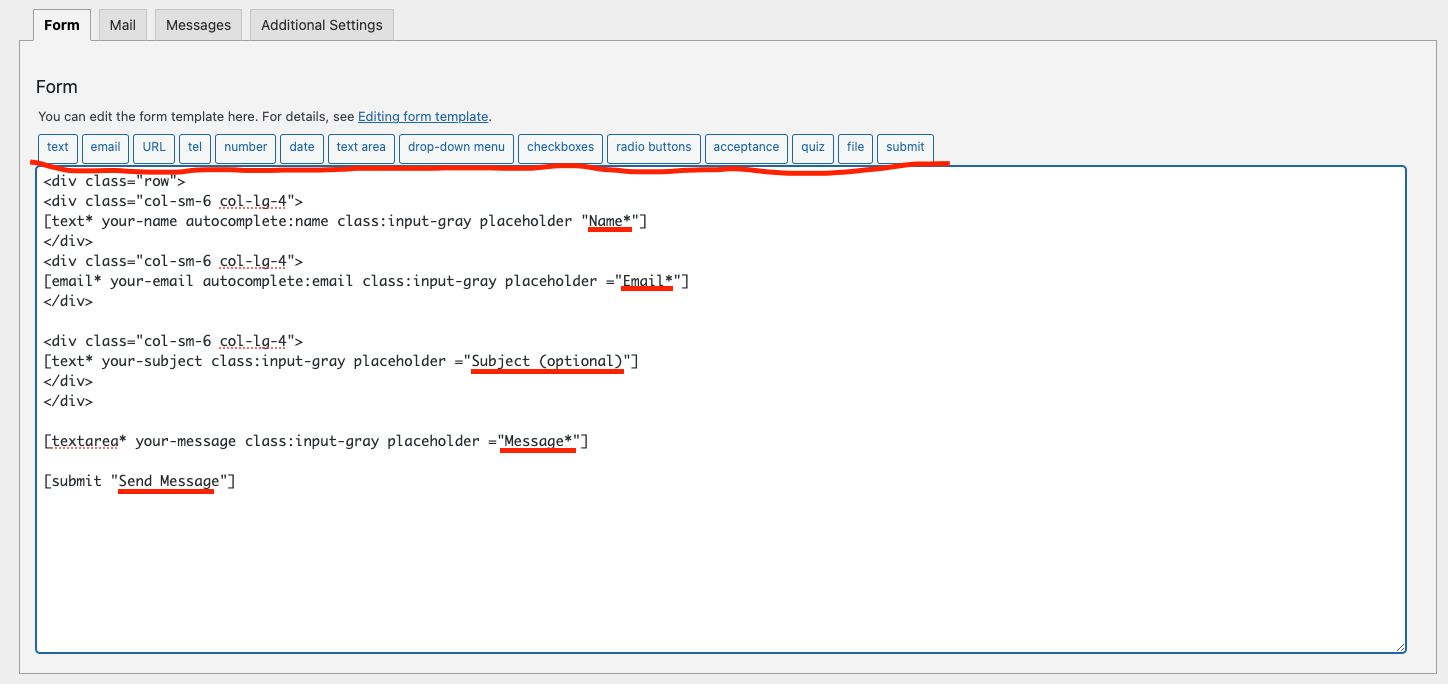 Form Mail Messages Additional Settings
Form
You can edit the form template here. For details, see Editing form template.
text email URL tel number date text area drop-down menu checkboxes radio buttons acceptance quiz file submit
<div class="row">
<div class="col-sm-6 col-lg-4">
[text* your-name autocomplete:name class:input-gray placeholder "Name*"]
</div>
<div class="col-sm-6 col-lg-4">
[email* your-email autocomplete:email class:input-gray placeholder ="Email*"]
</div>
<div class="col-sm-6 col-lg-4">
[text* your-subject class:input-gray placeholder ="Subject (optional)"]
</div>
</div>
[textarea* your-message class:input-gray placeholder ="Message*"]
[submit "Send Message"]